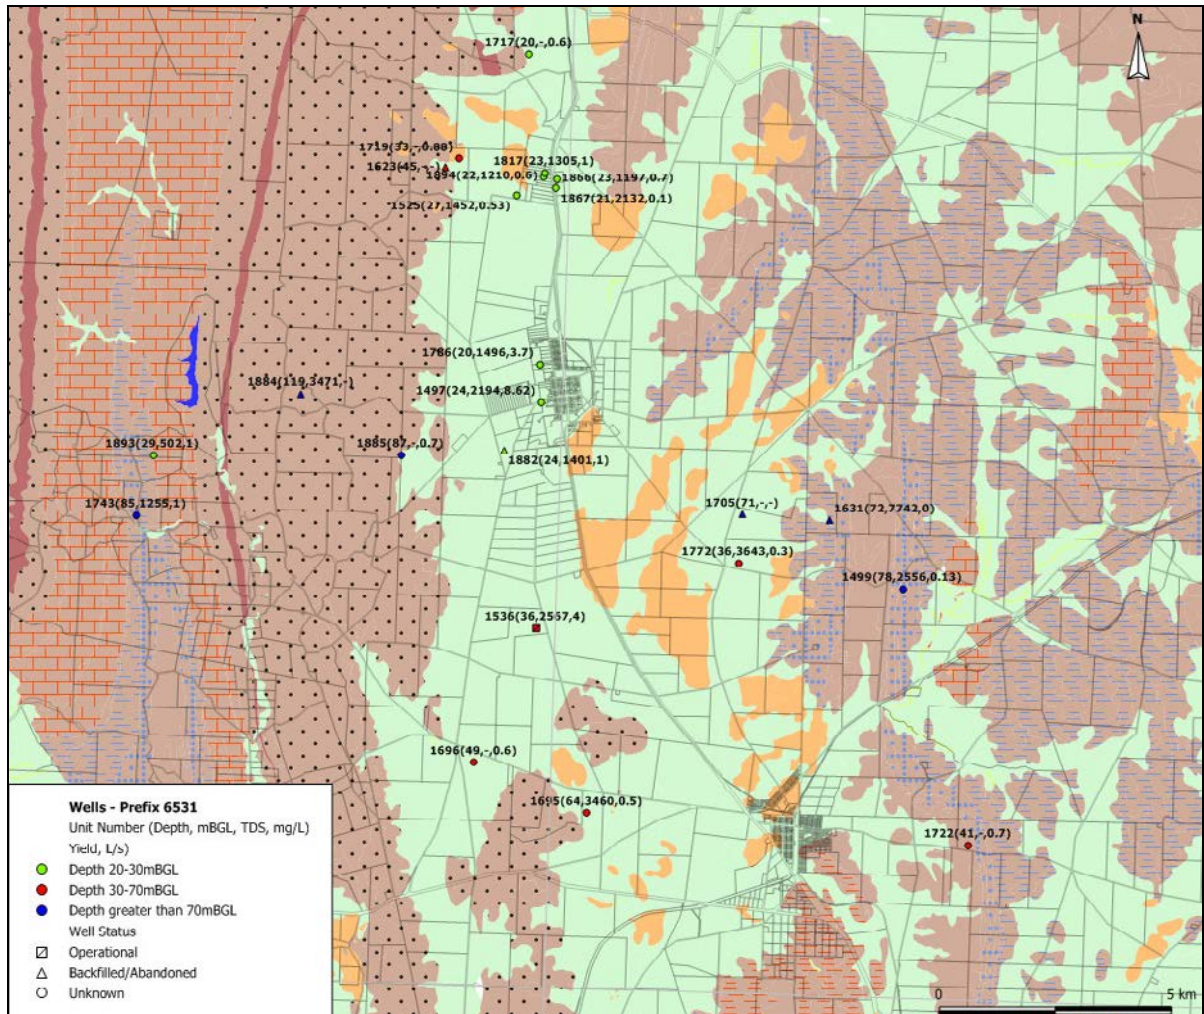 N
1717(20,-,0.6)
1719(33,-,0.88)
1817(23,1305,1)
1623(45,-,-)
1894(22,1210,0.6)
1866(23,1197,0.7)
1525(27,1452,0.53)
1867(21,2132,0.1)
1786(20,1496,3.7)
1884(119,3471,-)
1497(24,2194,8.62)
1893(29,502,1)
1885(87,-,0.7)
1882(24,1401,1)
1743(85,1255,1)
1705(71,-,-)
1631(72,7742,0)
1772(36,3643,0.3)
1499(78,2556,0.13)
1536(36,2567,4)
1696(49,-,0.6)
1695(64,3460,0.5)
1722(41,-,0.7)
Wells - Prefix 6531
Unit Number (Depth, mBGL, TDS, mg/L)
Yield, L/s)
Depth 20-30mBGL
Depth 30-70mBGL
Depth greater than 70mBGL
Well Status
Operational
Backfilled/Abandoned
Unknown
0 5 km